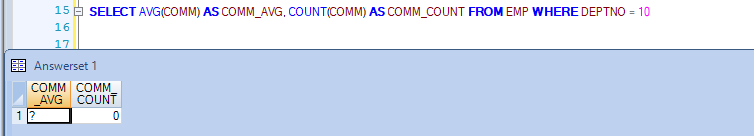 15 SELECT AVG(COMM) AS COMM_AVG, COUNT(COMM) AS COMM_COUNT FROM EMP WHERE DEPTNO = 10
16
17
Answerset 1
COMM COMM_
_AVG COUNT
1 ? 0